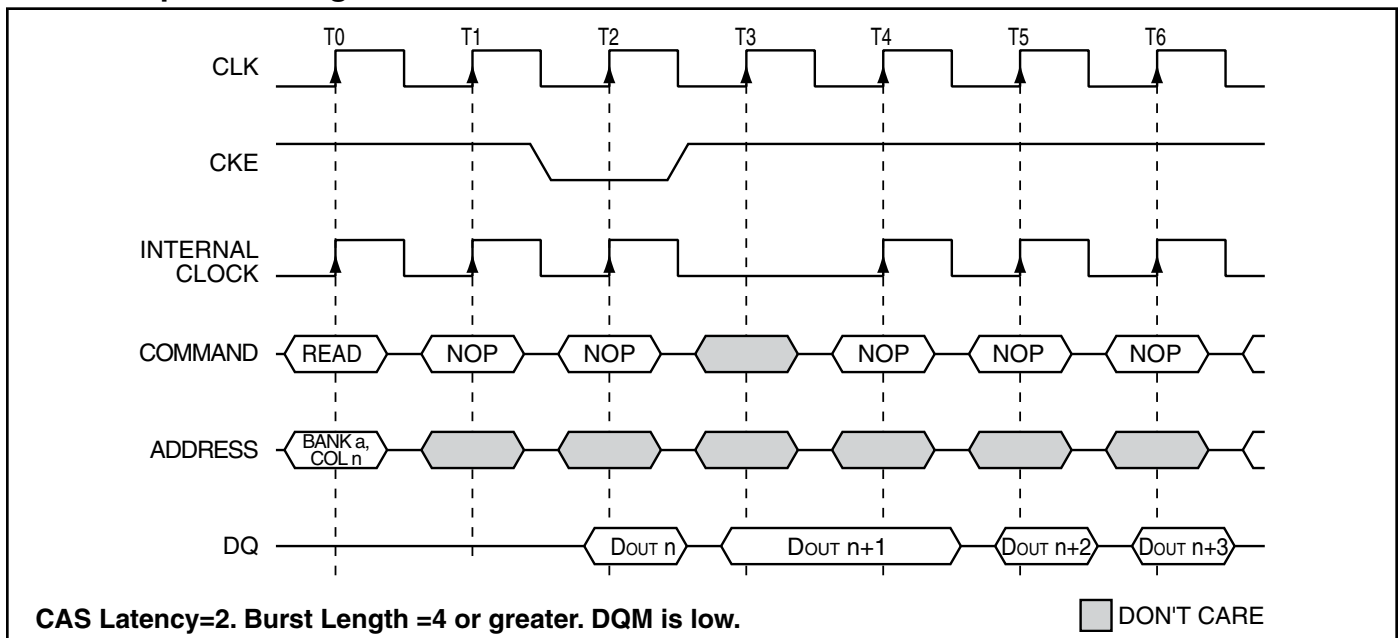 T0 T1 T2 T3 T4 T5 T6
CLK
CKE
INTERNAL
CLOCK
COMMAND READ NOP NOP NOP NOP NOP
ADDRESS BANK a,
COL n
DQ DOUT n DOUT n+1 DOUT n+2 DOUT n+3
CAS Latency=2. Burst Length =4 or greater. DQM is low. DON'T CARE